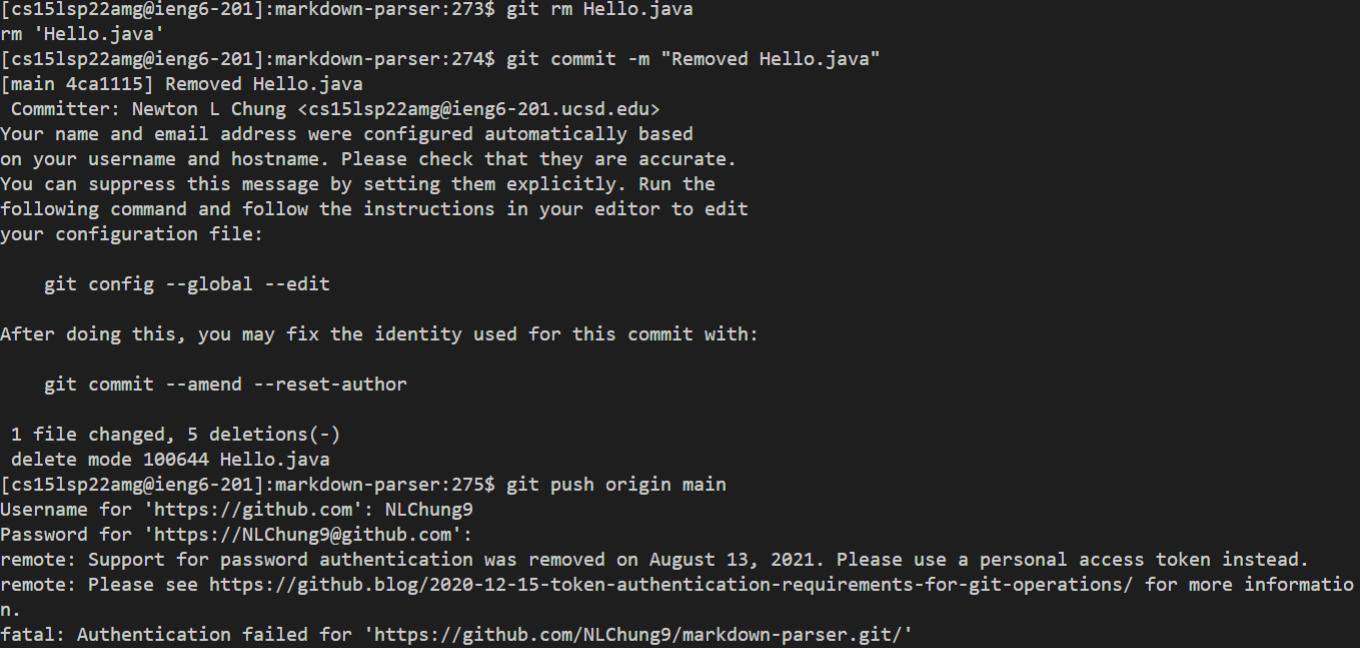 [cs15lsp22amg@ieng6-201]:markdown-parser:273$ git rm Hello.java
rm 'Hello.java'
[cs15lsp22amg@ieng6-201]:markdown-parser:274$ git commit -m "Removed Hello.java"
[main 4ca1115] Removed Hello.java
 Committer: Newton L Chung <cs15lsp22amg@ieng6-201.ucsd.edu>
Your name and email address were configured automatically based
on your username and hostname. Please check that they are accurate.
You can suppress this message by setting them explicitly. Run the
following command and follow the instructions in your editor to edit
your configuration file:

    git config --global --edit

After doing this, you may fix the identity used for this commit with:

    git commit --amend --reset-author

 1 file changed, 5 deletions(-)
 delete mode 100644 Hello.java
[cs15lsp22amg@ieng6-201]:markdown-parser:275$ git push origin main
Username for 'https://github.com': NLChung9
Password for 'https://NLChung9@github.com':
remote: Support for password authentication was removed on August 13, 2021. Please use a personal access token instead.
remote: Please see https://github.blog/2020-12-15-token-authentication-requirements-for-git-operations/ for more informatio
n.
fatal: Authentication failed for 'https://github.com/NLChung9/markdown-parser.git/'